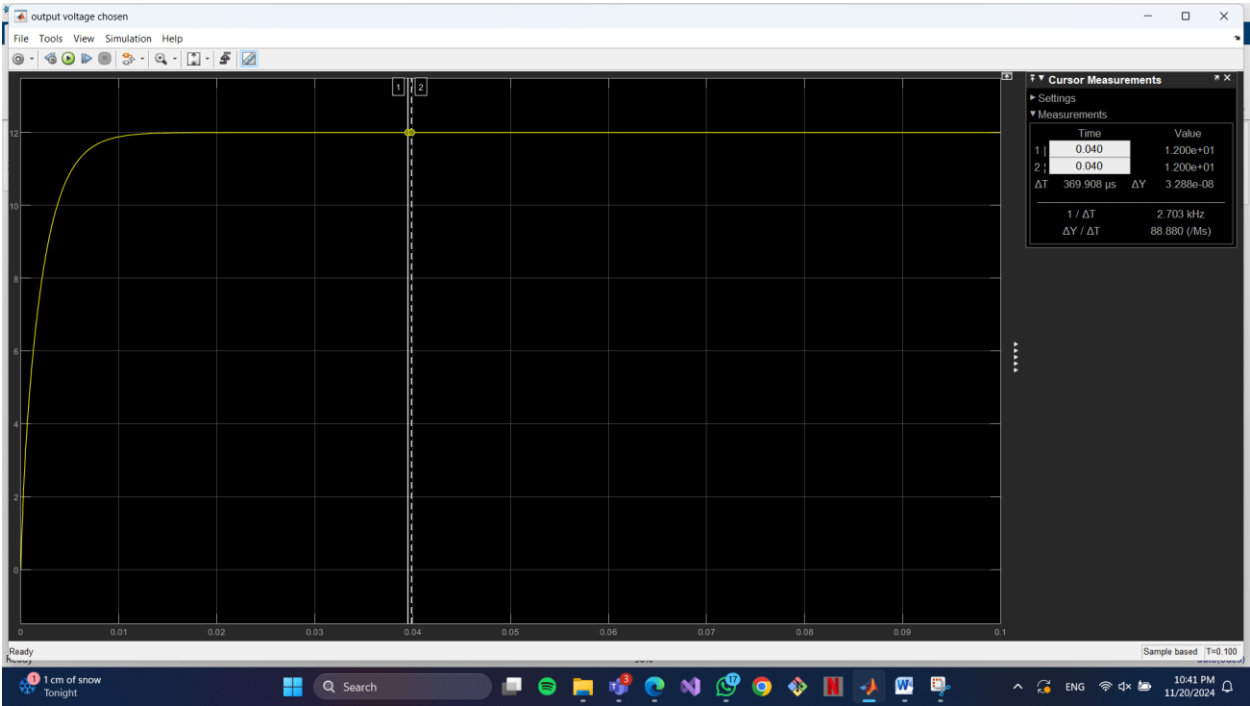 output voltage chosen
File Tools View Simulation Help
1 2
Cursor Measurements
Settings
Measurements
Time Value
1 | 0.040 1.200e+01
2 ¦ 0.040 1.200e+01
ΔT 369.908 µs ΔY 3.288e-08
1 / ΔT 2.703 kHz
ΔY / ΔT 88.880 (/Ms)
12
10
8
6
4
2
0
0 0.01 0.02 0.03 0.04 0.05 0.06 0.07 0.08 0.09 0.1
Ready Sample based T=0.100
1 1 cm of snow
Tonight
Search
3
17
ENG
10:41 PM
11/20/2024